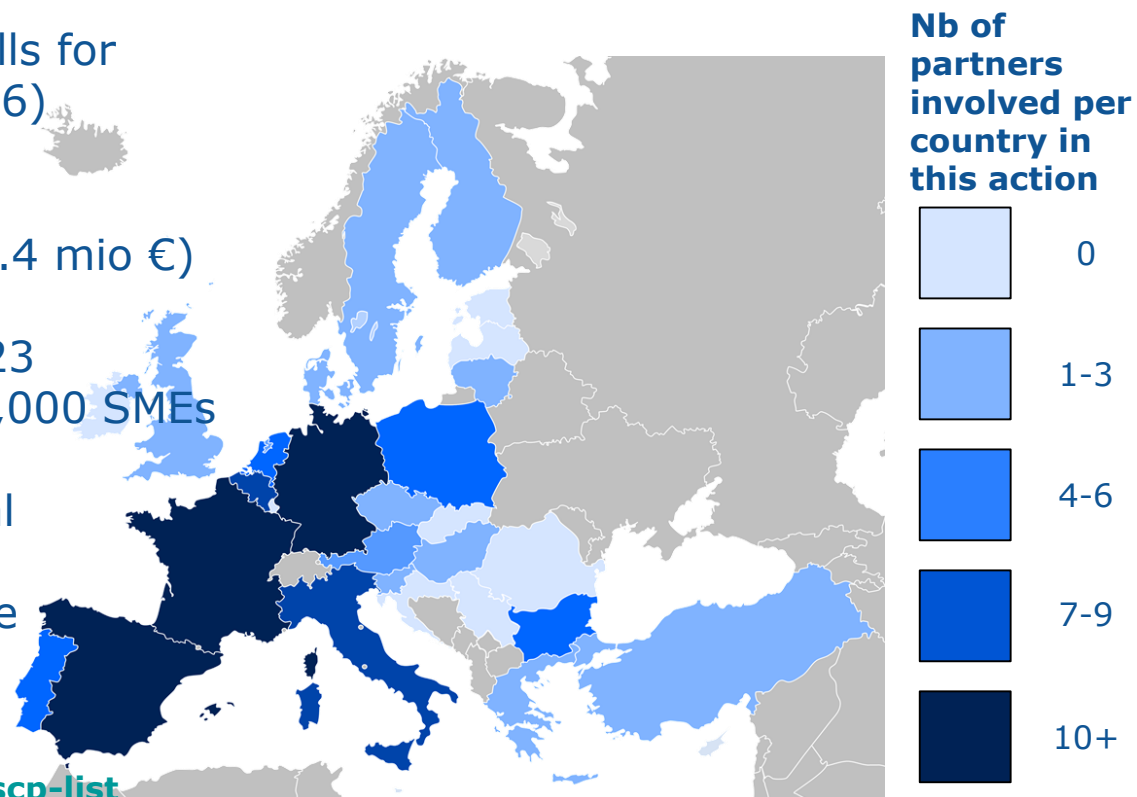 lls for
6)
.4 mio €)
23
,000 SMEs
al
e
scp-list
Nb of
partners
involved per
country in
this action
0
1-3
4-6
7-9
10+